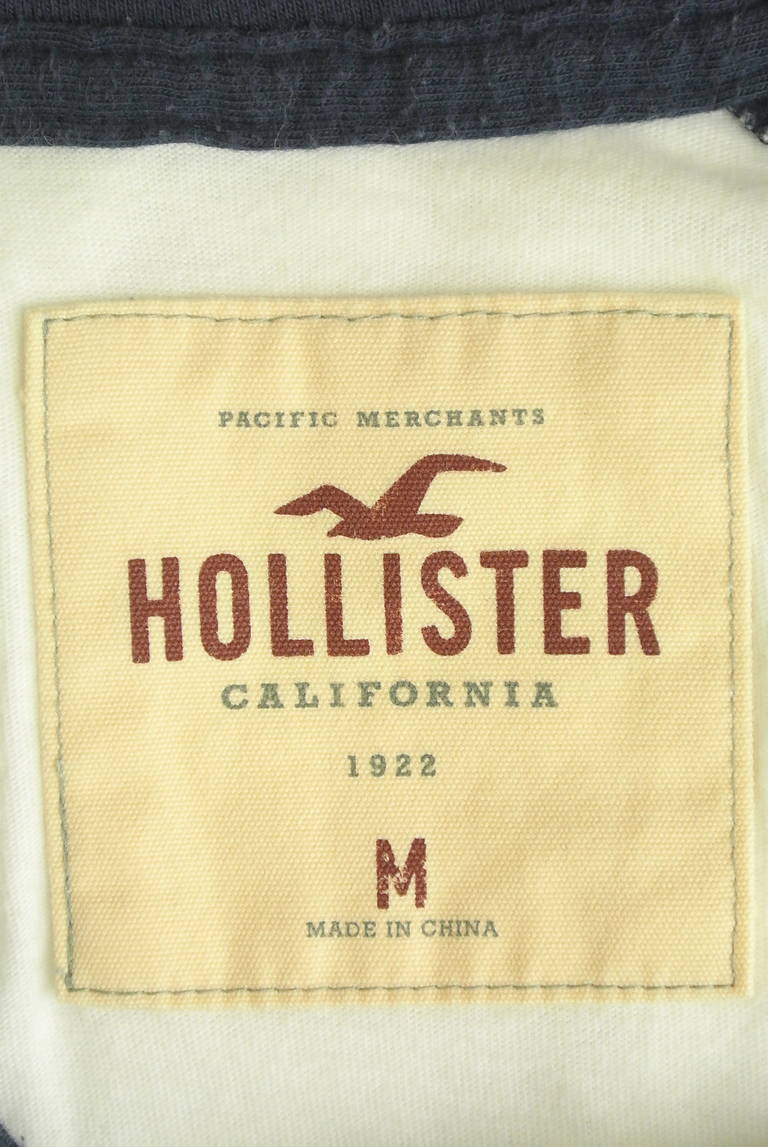 PACIFIC MERCHANTS
HOLLISTER
CALIFORNIA
1922
M
MADE IN CHINA